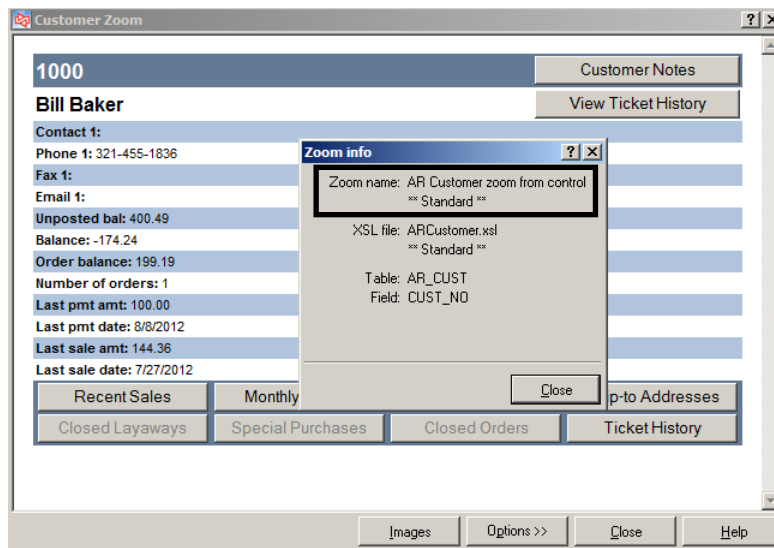 Customer Zoom
1000
Customer Notes
Bill Baker
View Ticket History
Contact 1:
Phone 1: 321-455-1836
Fax 1:
Email 1:
Unposted bal: 400.49
Balance: -174.24
Order balance: 199.19
Number of orders: 1
Last pmt amt: 100.00
Last pmt date: 8/8/2012
Last sale amt: 144.36
Last sale date: 7/27/2012
Zoom info
Zoom name: AR Customer zoom from control
** Standard **
XSL file: ARCustomer.xsl
** Standard **
Table: AR_CUST
Field: CUST_NO
Close
Recent Sales
Monthly
p-to Addresses
Closed Layaways
Special Purchases
Closed Orders
Ticket History
Images
Options >>
Close
Help